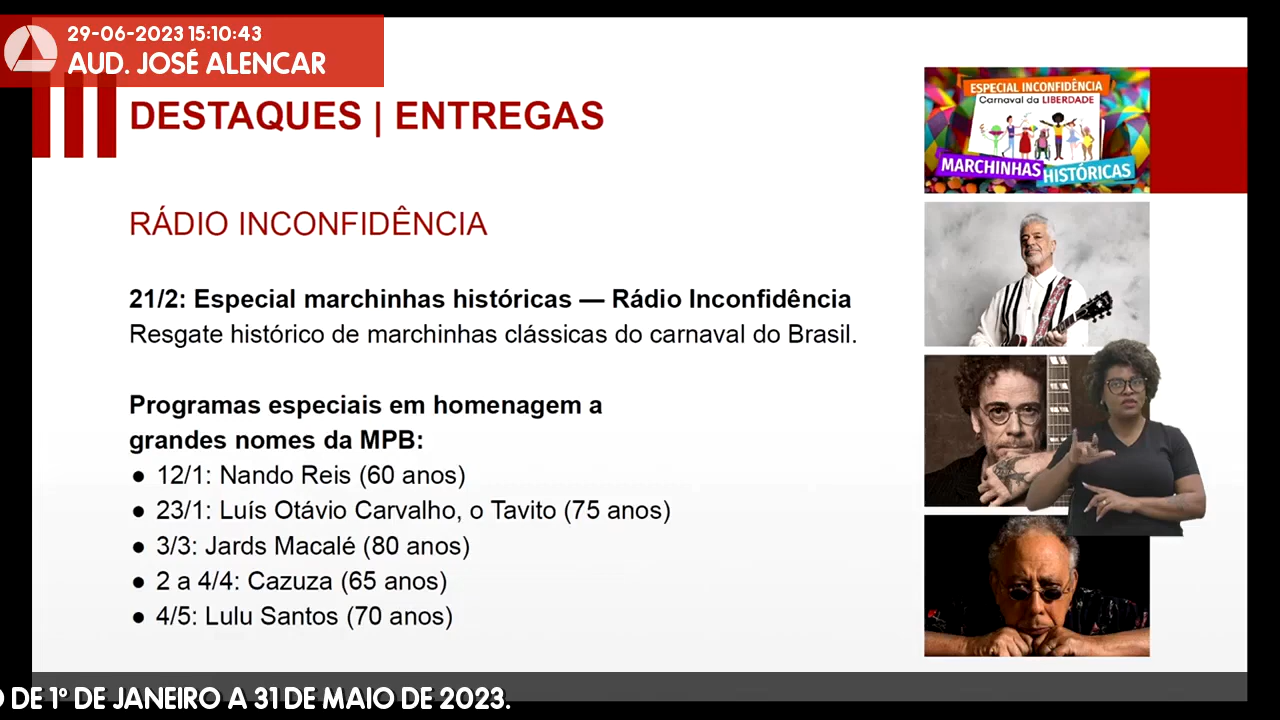 29-06-2023 15:10:43
AUD. JOSÉ ALENCAR
DESTAQUES | ENTREGAS
ESPECIAL INCONFIDÊNCIA
Carnaval da LIBERDADE
MARCHINHAS
HISTÓRICAS
RÁDIO INCONFIDÊNCIA
21/2: Especial marchinhas históricas — Rádio Inconfidência
Resgate histórico de marchinhas clássicas do carnaval do Brasil.
Programas especiais em homenagem a
grandes nomes da MPB:
● 12/1: Nando Reis (60 anos)
● 23/1: Luís Otávio Carvalho, o Tavito (75 anos)
● 3/3: Jards Macalé (80 anos)
● 2 a 4/4: Cazuza (65 anos)
● 4/5: Lulu Santos (70 anos)
DE 1º DE JANEIRO A 31 DE MAIO DE 2023.